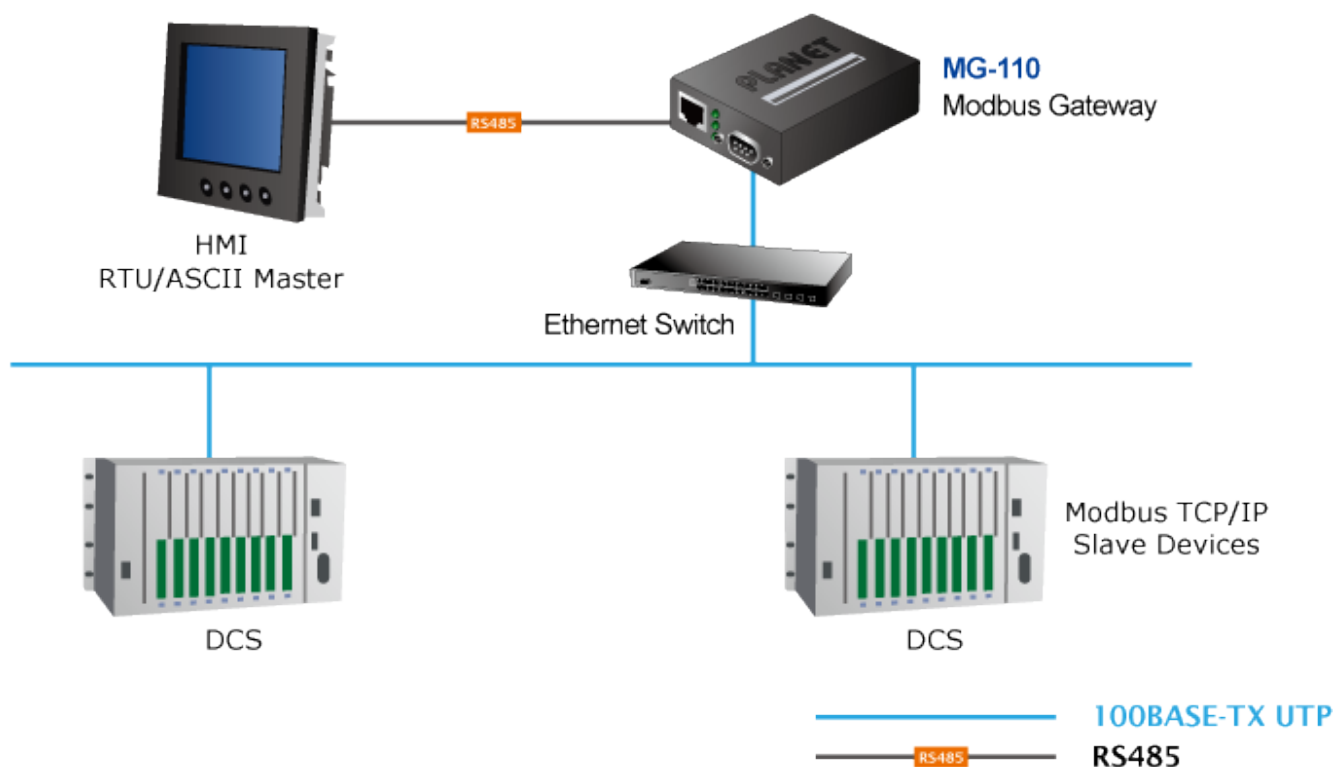 PLANET
MG-110
Modbus Gateway
RS485
HMI
RTU/ASCII Master
Ethernet Switch
Modbus TCP/IP
Slave Devices
DCS
DCS
100BASE-TX UTP
RS485
RS485